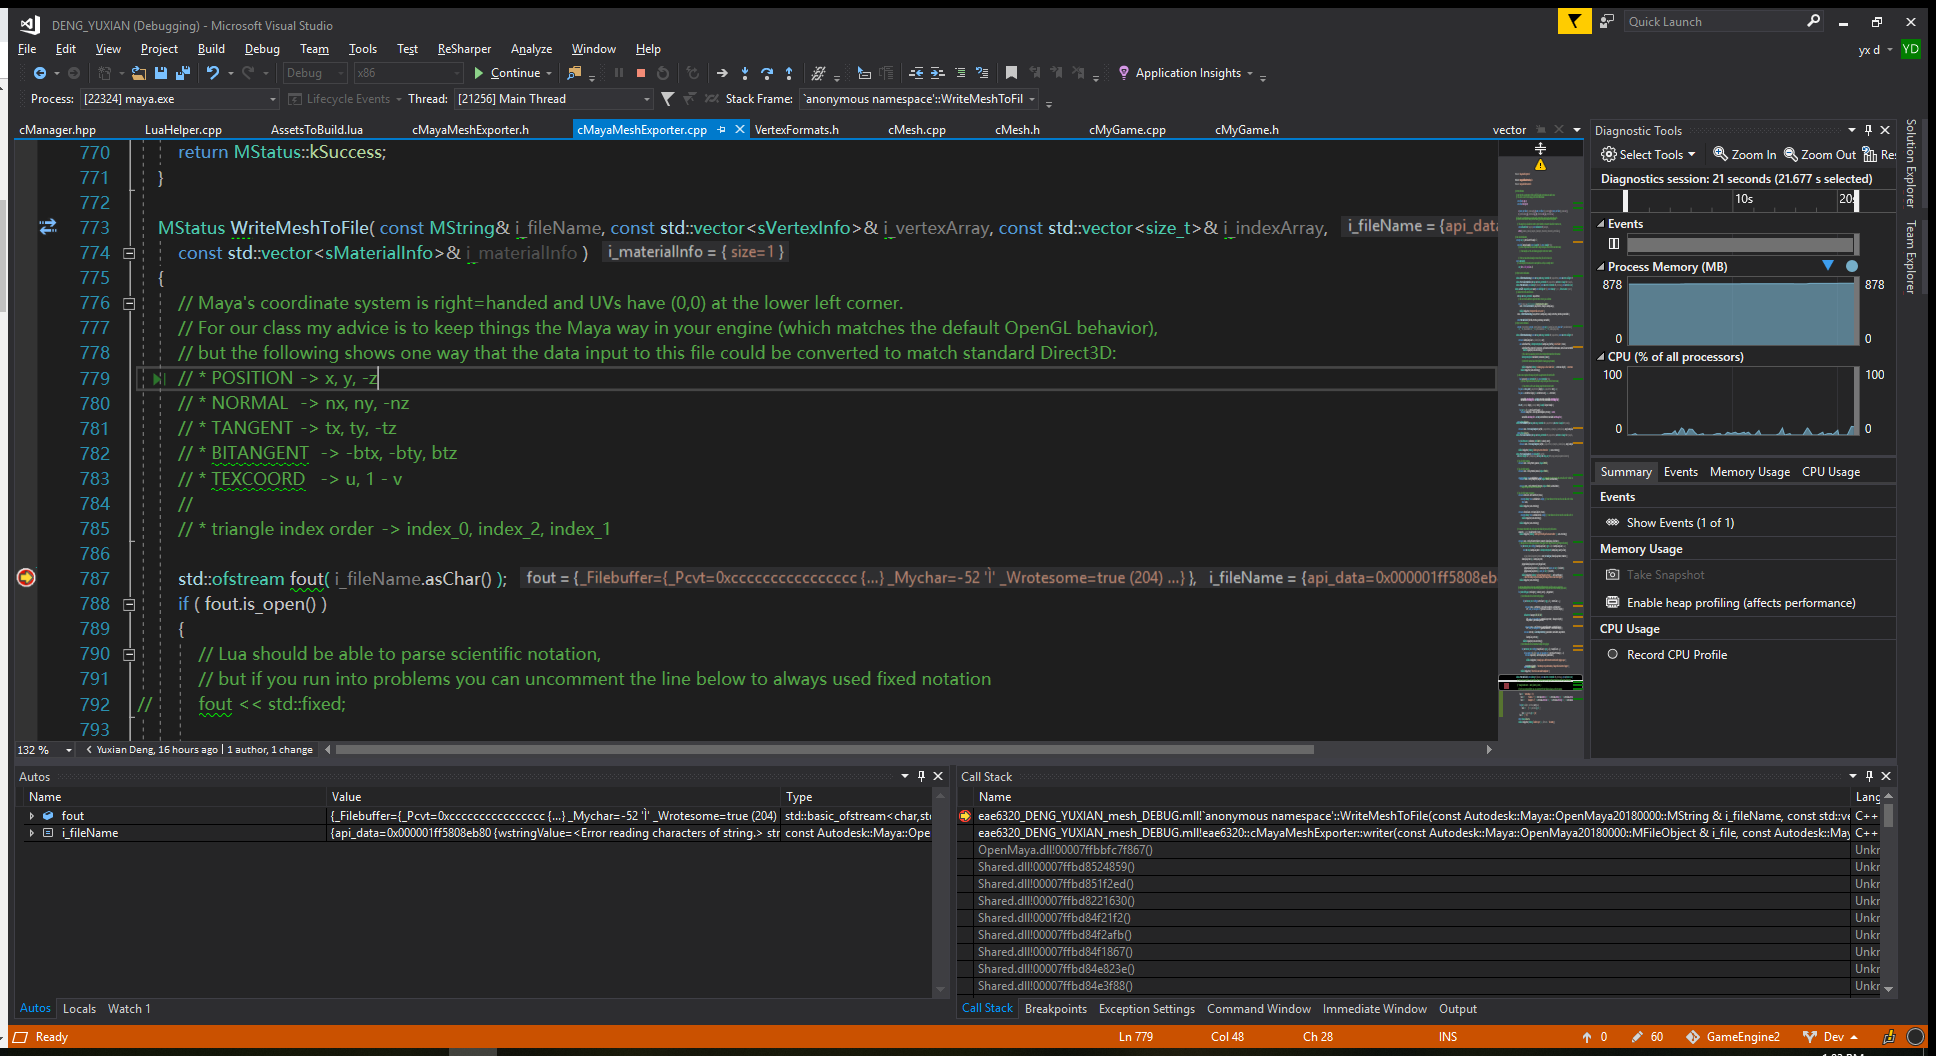 DENG_YUXIAN (Debugging) - Microsoft Visual Studio
Quick Launch
File Edit View Project Build Debug Team Tools Test ReSharper Analyze Window Help
yx d YD
Debug x86 Continue Application Insights
Process: [22324] maya.exe Lifecycle Events Thread: [21256] Main Thread Stack Frame: `anonymous namespace'::WriteMeshToFil
cManager.hpp LuaHelper.cpp AssetsToBuild.lua cMayaMeshExporter.h cMayaMeshExporter.cpp VertexFormats.h cMesh.cpp cMesh.h cMyGame.cpp cMyGame.h vector
770 return MStatus::kSuccess;
771 }
772
773 MStatus WriteMeshToFile( const MString& i_fileName, const std::vector<sVertexInfo>& i_vertexArray, const std::vector<size_t>& i_indexArray, i_fileName = {api_data
774 const std::vector<sMaterialInfo>& i_materialInfo ) i_materialInfo = { size=1 }
775 {
776 // Maya's coordinate system is right=handed and UVs have (0,0) at the lower left corner.
777 // For our class my advice is to keep things the Maya way in your engine (which matches the default OpenGL behavior),
778 // but the following shows one way that the data input to this file could be converted to match standard Direct3D:
779 // * POSITION -> x, y, -z
780 // * NORMAL -> nx, ny, -nz
781 // * TANGENT -> tx, ty, -tz
782 // * BITANGENT -> -btx, -bty, btz
783 // * TEXCOORD -> u, 1 - v
784 //
785 // * triangle index order -> index_0, index_2, index_1
786
787 std::ofstream fout( i_fileName.asChar() ); fout = {_Filebuffer={_Pcvt=0xcccccccccccccccc {...} _Mychar=-52 'Ì' _Wrotesome=true (204) ...} }, i_fileName = {api_data=0x000001ff5808eb
788 if ( fout.is_open() )
789 {
790 // Lua should be able to parse scientific notation,
791 // but if you run into problems you can uncomment the line below to always used fixed notation
792 // fout << std::fixed;
793
132 % Yuxian Deng, 16 hours ago | 1 author, 1 change
Diagnostic Tools
Select Tools Zoom In Zoom Out Res
Diagnostics session: 21 seconds (21.677 s selected)
10s 20s
Events
Process Memory (MB)
878 878
0 0
CPU (% of all processors)
100 100
0 0
Summary Events Memory Usage CPU Usage
Events
Show Events (1 of 1)
Memory Usage
Take Snapshot
Enable heap profiling (affects performance)
CPU Usage
Record CPU Profile
Solution Explorer
Team Explorer
Autos
Name Value Type
fout {_Filebuffer={_Pcvt=0xcccccccccccccccc {...} _Mychar=-52 'Ì' _Wrotesome=true (204) std::basic_ofstream<char,st
i_fileName {api_data=0x000001ff5808eb80 {wstringValue=<Error reading characters of string.> str const Autodesk::Maya::Ope
Autos Locals Watch 1
Call Stack
Name Lang
eae6320_DENG_YUXIAN_mesh_DEBUG.mll!`anonymous namespace'::WriteMeshToFile(const Autodesk::Maya::OpenMaya20180000::MString & i_fileName, const std::ve C++
eae6320_DENG_YUXIAN_mesh_DEBUG.mll!eae6320::cMayaMeshExporter::writer(const Autodesk::Maya::OpenMaya20180000::MFileObject & i_file, const Autodesk::May C++
OpenMaya.dll!00007ffbbfc7f867() Unkn
Shared.dll!00007ffbd8524859() Unkn
Shared.dll!00007ffbd851f2ed() Unkn
Shared.dll!00007ffbd8221630() Unkn
Shared.dll!00007ffbd84f21f2() Unkn
Shared.dll!00007ffbd84f2afb() Unkn
Shared.dll!00007ffbd84f1867() Unkn
Shared.dll!00007ffbd84e823e() Unkn
Shared.dll!00007ffbd84e3f88() Unkn
Call Stack Breakpoints Exception Settings Command Window Immediate Window Output
Ready Ln 779 Col 48 Ch 28 INS 0 60 GameEngine2 Dev